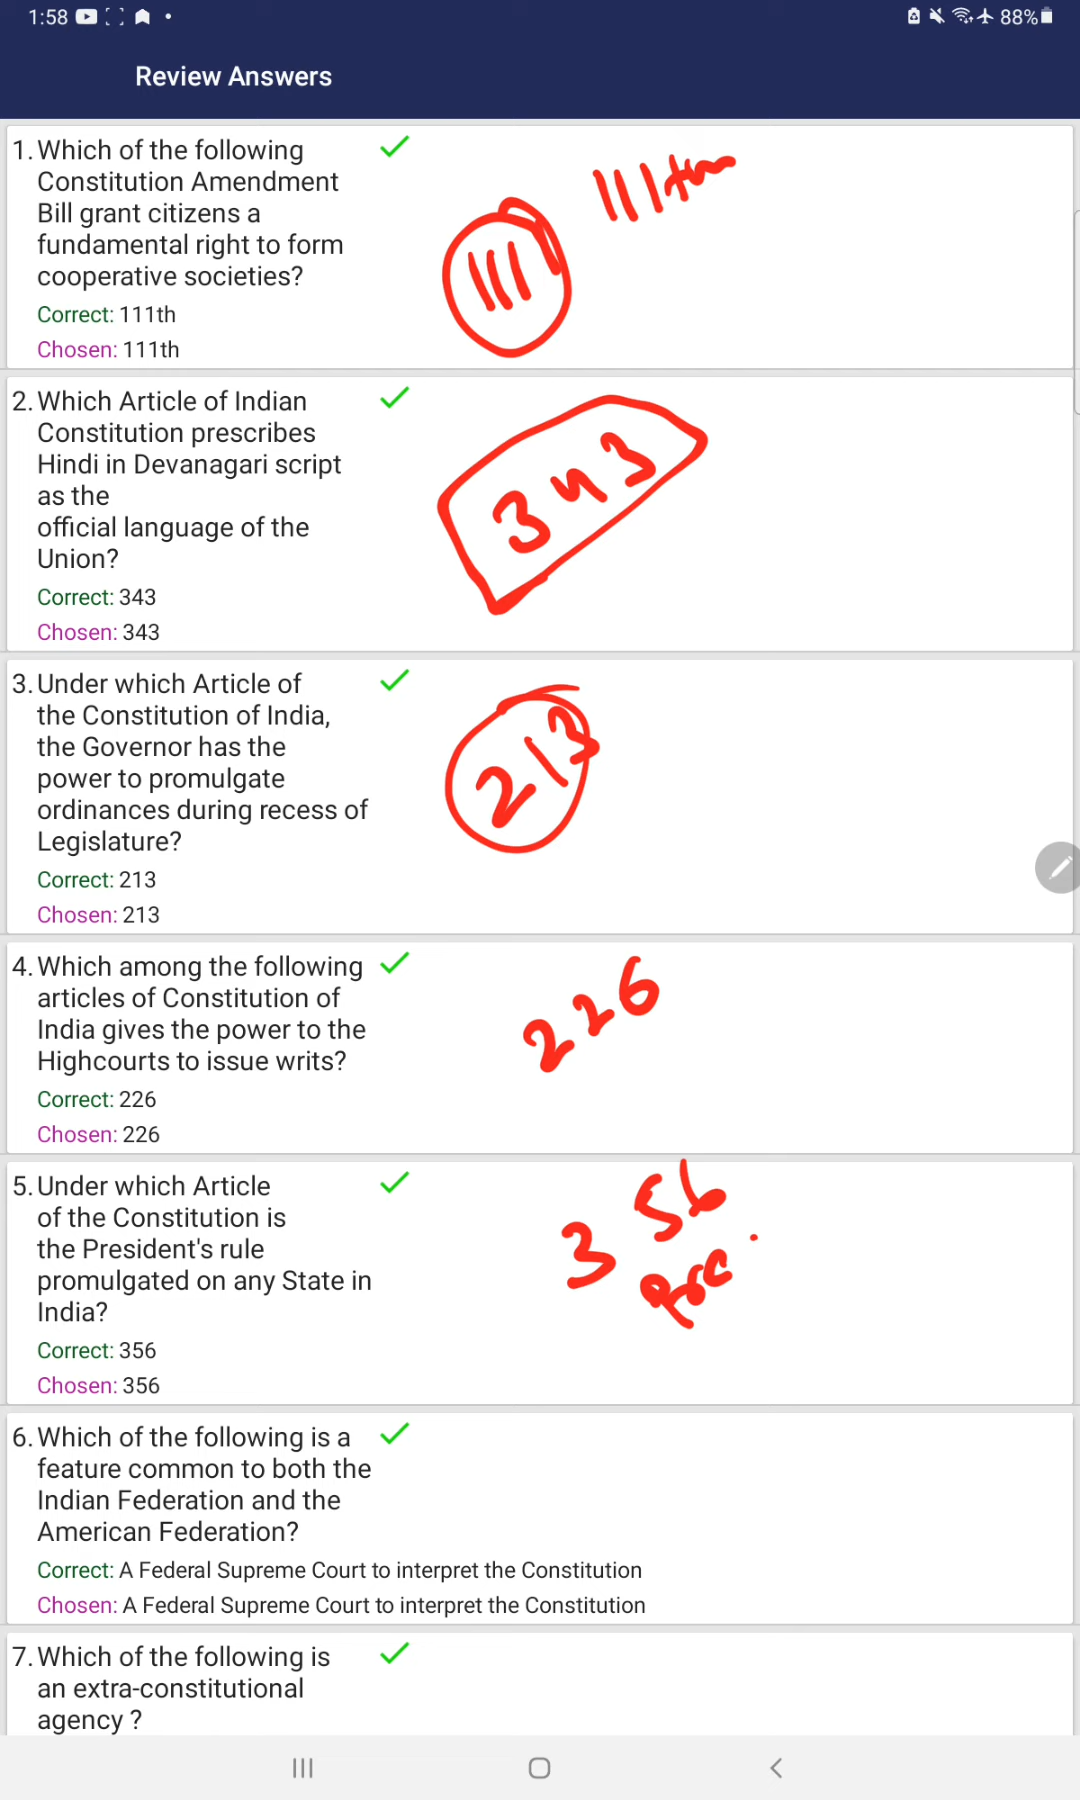 1:58 88%
Review Answers
1. Which of the following
Constitution Amendment
Bill grant citizens a
fundamental right to form
cooperative societies?
Correct: 111th
Chosen: 111th
111 111th
2. Which Article of Indian
Constitution prescribes
Hindi in Devanagari script
as the
official language of the
Union?
Correct: 343
Chosen: 343
343
3. Under which Article of
the Constitution of India,
the Governor has the
power to promulgate
ordinances during recess of
Legislature?
Correct: 213
Chosen: 213
213
4. Which among the following
articles of Constitution of
India gives the power to the
Highcourts to issue writs?
Correct: 226
Chosen: 226
226
5. Under which Article
of the Constitution is
the President's rule
promulgated on any State in
India?
Correct: 356
Chosen: 356
356
6. Which of the following is a
feature common to both the
Indian Federation and the
American Federation?
Correct: A Federal Supreme Court to interpret the Constitution
Chosen: A Federal Supreme Court to interpret the Constitution
7. Which of the following is
an extra-constitutional
agency ?